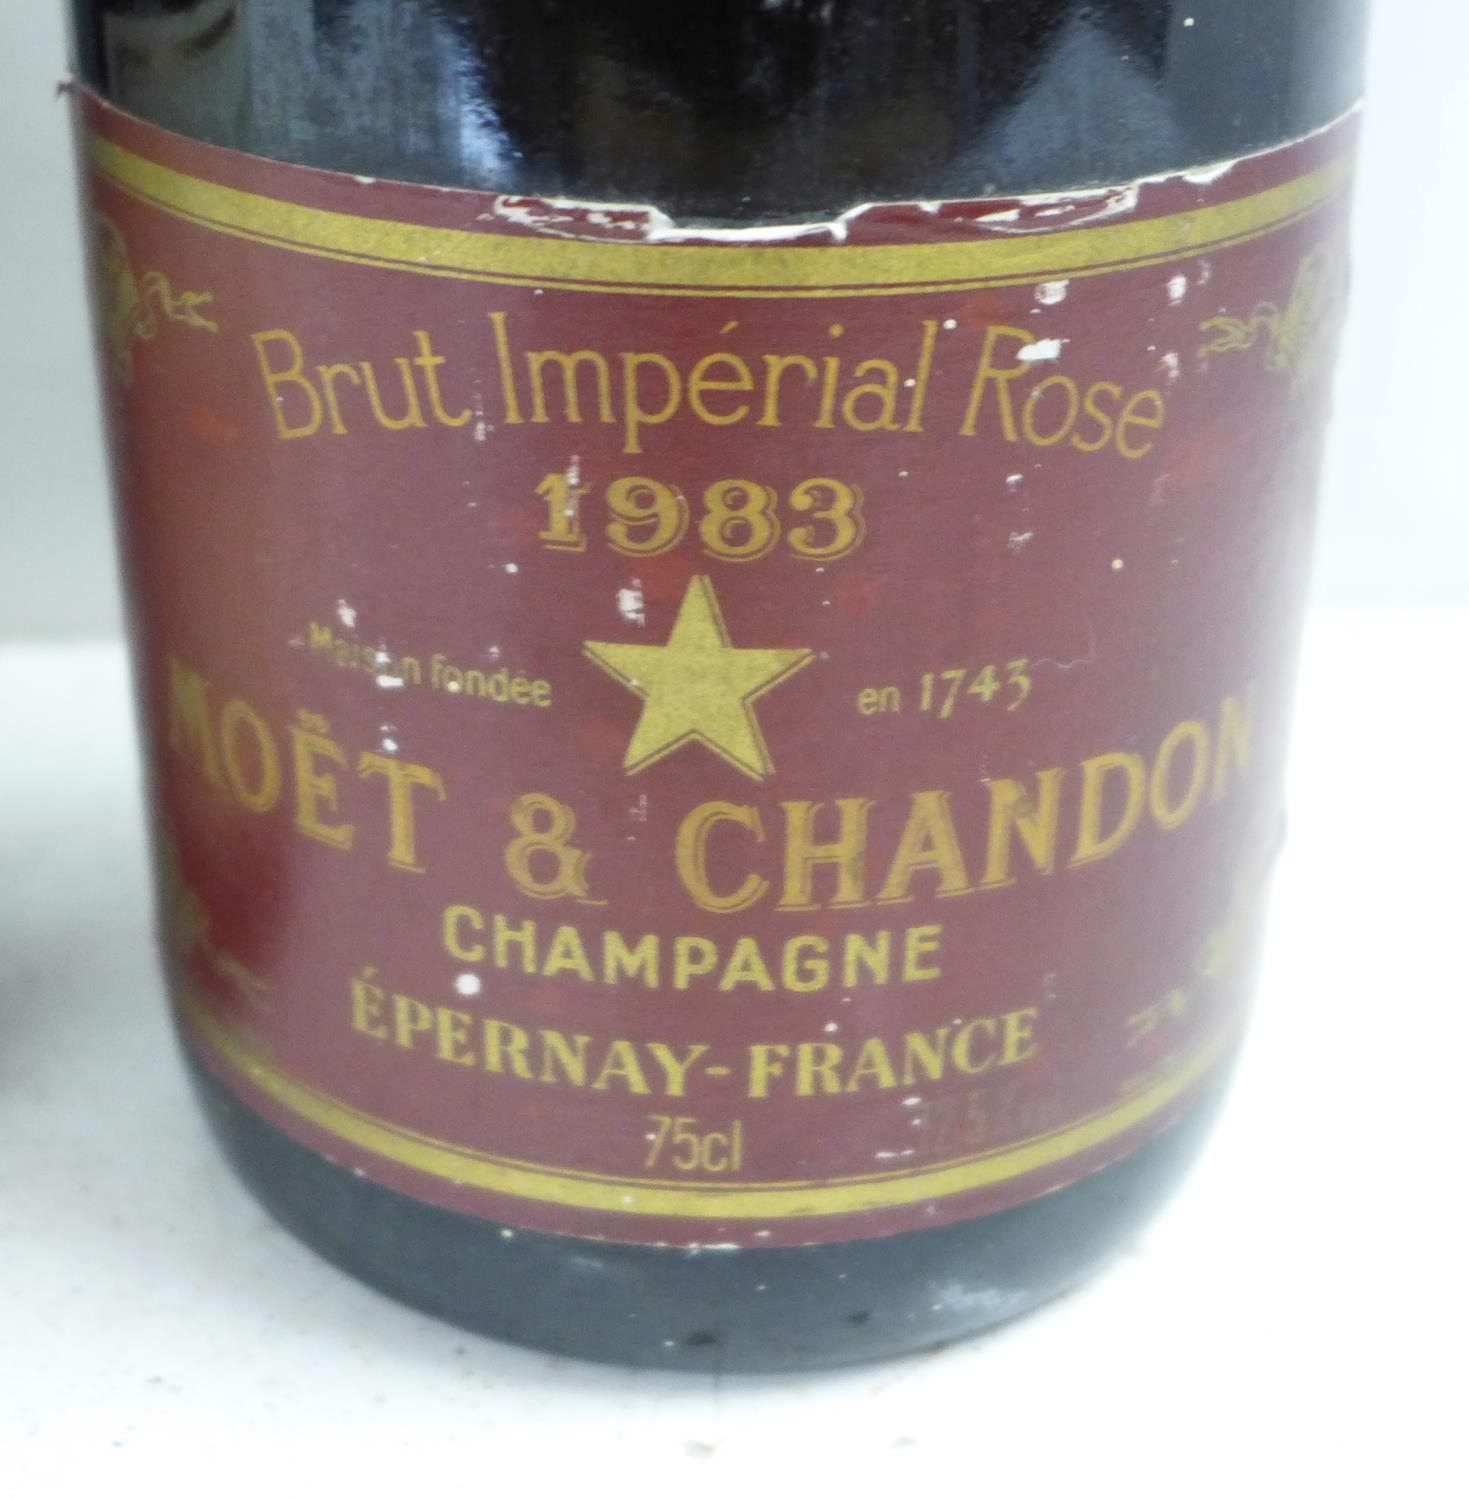 Brut Impérial Rose
1983
Maison fondée en 1743
MOËT & CHANDON
CHAMPAGNE
ÉPERNAY-FRANCE
75cl